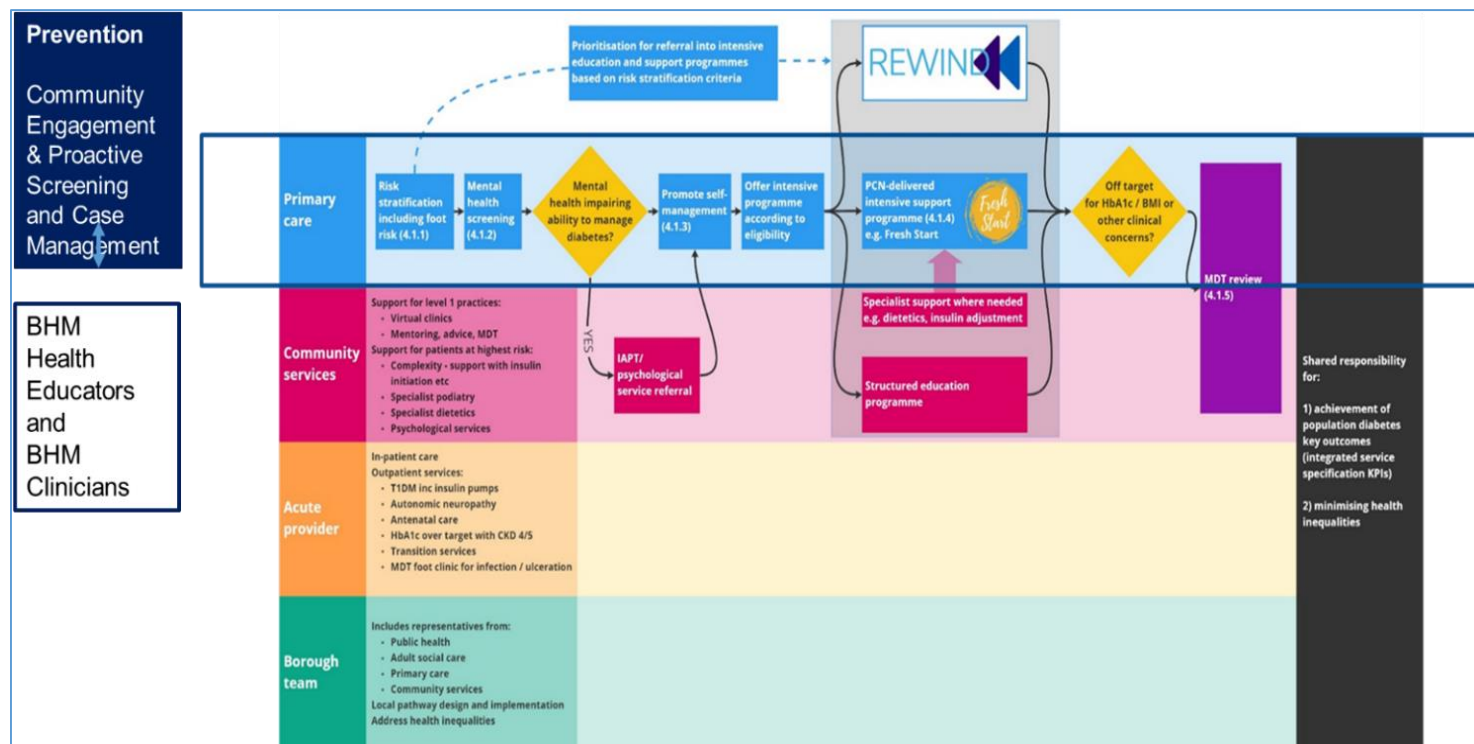 Prevention
Community
Engagement
& Proactive
Screening
and Case
Management
BHM
Health
Educators
and
BHM
Clinicians
Prioritisation for referral into intensive
education and support programmes
based on risk stratification criteria
REWIND
Primary
care
Risk
stratification
including foot
risk (4.1.1)
Mental
health
screening
(4.1.2)
Mental
health impairing
ability to manage
diabetes?
Promote self-
management
(4.1.3)
Offer intensive
programme
according to
eligibility
PCN-delivered
intensive support
programme (4.1.4)
e.g. Fresh Start
Fresh
Start
Off target
for HbA1c / BMI or
other clinical
concerns?
MDT review
(4.1.5)
Community
services
Support for level 1 practices:
- Virtual clinics
- Mentoring, advice, MDT
Support for patients at highest risk:
- Complexity - support with insulin
initiation etc
- Specialist podiatry
- Specialist dietetics
- Psychological services
YES
IAPT/
psychological
service referral
Specialist support where needed
e.g. dietetics, insulin adjustment
Structured education
programme
Shared responsibility
for:
1) achievement of
population diabetes
key outcomes
(integrated service
specification KPIs)
2) minimising health
inequalities
Acute
provider
In-patient care
Outpatient services:
- T1DM inc insulin pumps
- Autonomic neuropathy
- Antenatal care
- HbA1c over target with CKD 4/5
- Transition services
- MDT foot clinic for infection / ulceration
Borough
team
Includes representatives from:
- Public health
- Adult social care
- Primary care
- Community services
Local pathway design and implementation
Address health inequalities